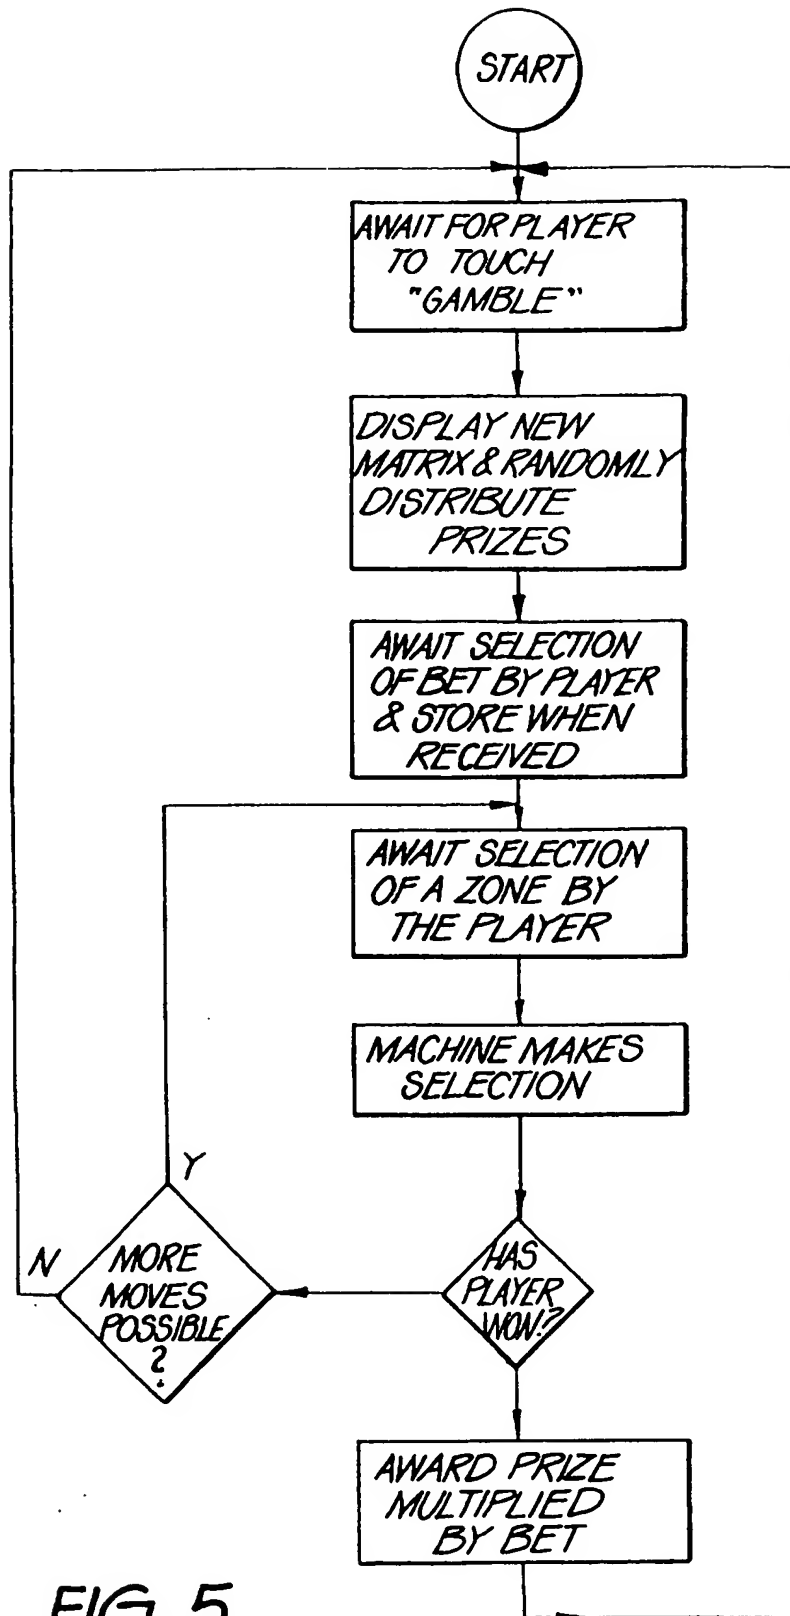 START
AWAIT FOR PLAYER
TO TOUCH
"GAMBLE"
DISPLAY NEW
MATRIX & RANDOMLY
DISTRIBUTE
PRIZES
AWAIT SELECTION
OF BET BY PLAYER
& STORE WHEN
RECEIVED
AWAIT SELECTION
OF A ZONE BY
THE PLAYER
MACHINE MAKES
SELECTION
Y
N
MORE
MOVES
POSSIBLE
?
HAS
PLAYER
WON?
AWARD PRIZE
MULTIPLIED
BY BET
FIG. 5